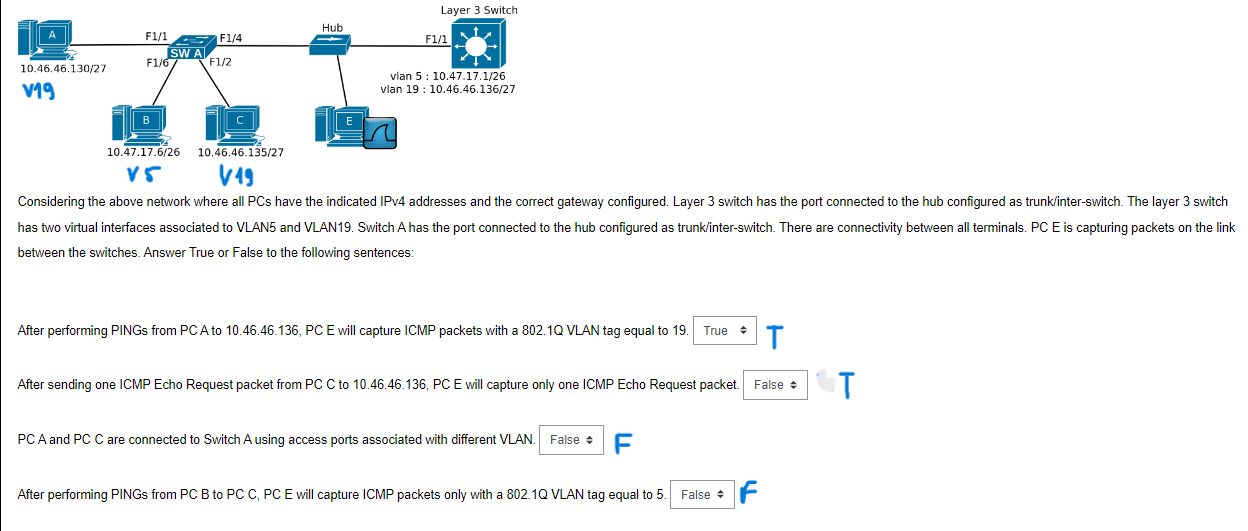 Layer 3 Switch
Hub
A
F1/1
F1/4
F1/1
SW A
10.46.46.130/27
F1/6
F1/2
vlan 5 : 10.47.17.1/26
V19
vlan 19 : 10.46.46.136/27
B
C
E
10.47.17.6/26
10.46.46.135/27
V5
V19
Considering the above network where all PCs have the indicated IPv4 addresses and the correct gateway configured. Layer 3 switch has the port connected to the hub configured as trunk/inter-switch. The layer 3 switch
has two virtual interfaces associated to VLAN5 and VLAN19. Switch A has the port connected to the hub configured as trunk/inter-switch. There are connectivity between all terminals. PC E is capturing packets on the link
between the switches. Answer True or False to the following sentences:
After performing PINGs from PC A to 10.46.46.136, PC E will capture ICMP packets with a 802.1Q VLAN tag equal to 19. True T
After sending one ICMP Echo Request packet from PC C to 10.46.46.136, PC E will capture only one ICMP Echo Request packet. False T
PC A and PC C are connected to Switch A using access ports associated with different VLAN. False F
After performing PINGs from PC B to PC C, PC E will capture ICMP packets only with a 802.1Q VLAN tag equal to 5. False F